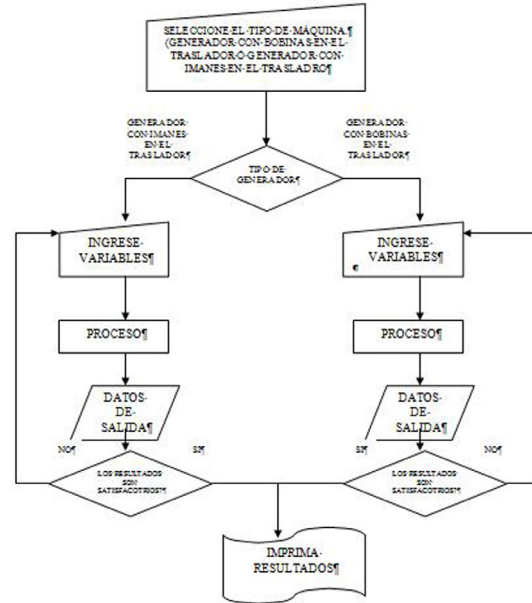 SELECCIONE·EL·TIPO·DE·MÁQUINA.¶
(GENERADOR·CON·BOBINAS·EN·EL·
TRASLADOR·O·GENERADOR·CON·
IMANES·EN·EL·TRASLADRO¶
GENERADOR·
CON·IMANES·
EN·EL·
TRASLADOR¶
GENERADOR·
CON·BOBINAS·
EN·EL·
TRASLADOR¶
TIPO·DE·
GENERADOR¶
INGRESE·
VARIABLES¶
INGRESE·
VARIABLES¶
¶
PROCESO¶
PROCESO¶
DATOS·
DE·
SALIDA¶
DATOS·
DE·
SALIDA¶
NO¶
SI¶
SI¶
NO¶
LOS·RESULTADOS·
SON·
SATISFACOTRIOS?¶
LOS·RESULTADOS·
SON·
SATISFACOTRIOS?¶
IMPRIMA·
RESULTADOS¶